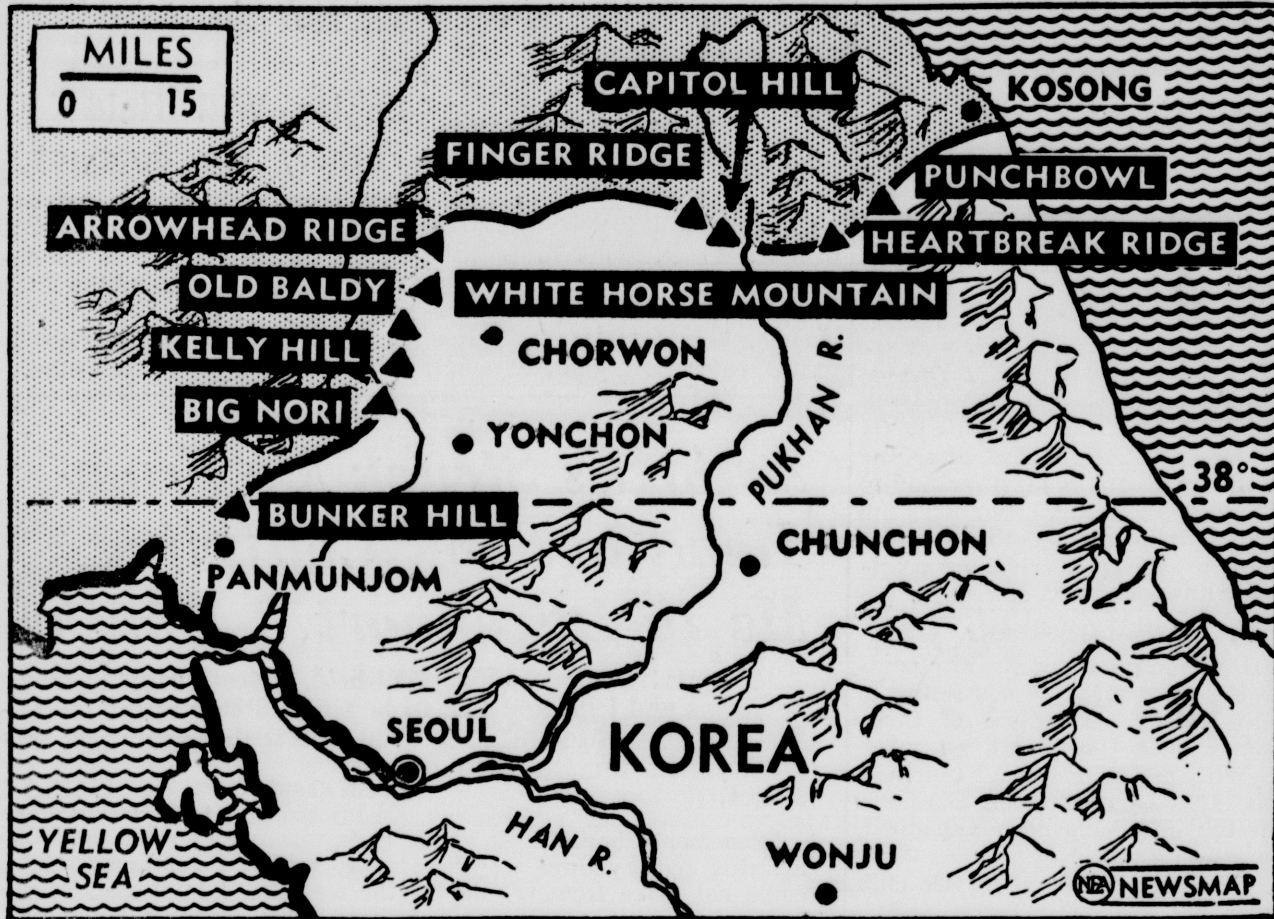 MILES
0 15
CAPITOL HILL
KOSONG
FINGER RIDGE
PUNCHBOWL
ARROWHEAD RIDGE
HEARTBREAK RIDGE
OLD BALDY
WHITE HORSE MOUNTAIN
KELLY HILL
CHORWON
BIG NORI
YONCHON
PUKHAN R.
38°
BUNKER HILL
CHUNCHON
PANMUNJOM
SEOUL
KOREA
HAN R.
YELLOW
SEA
WONJU
NEA NEWSMAP